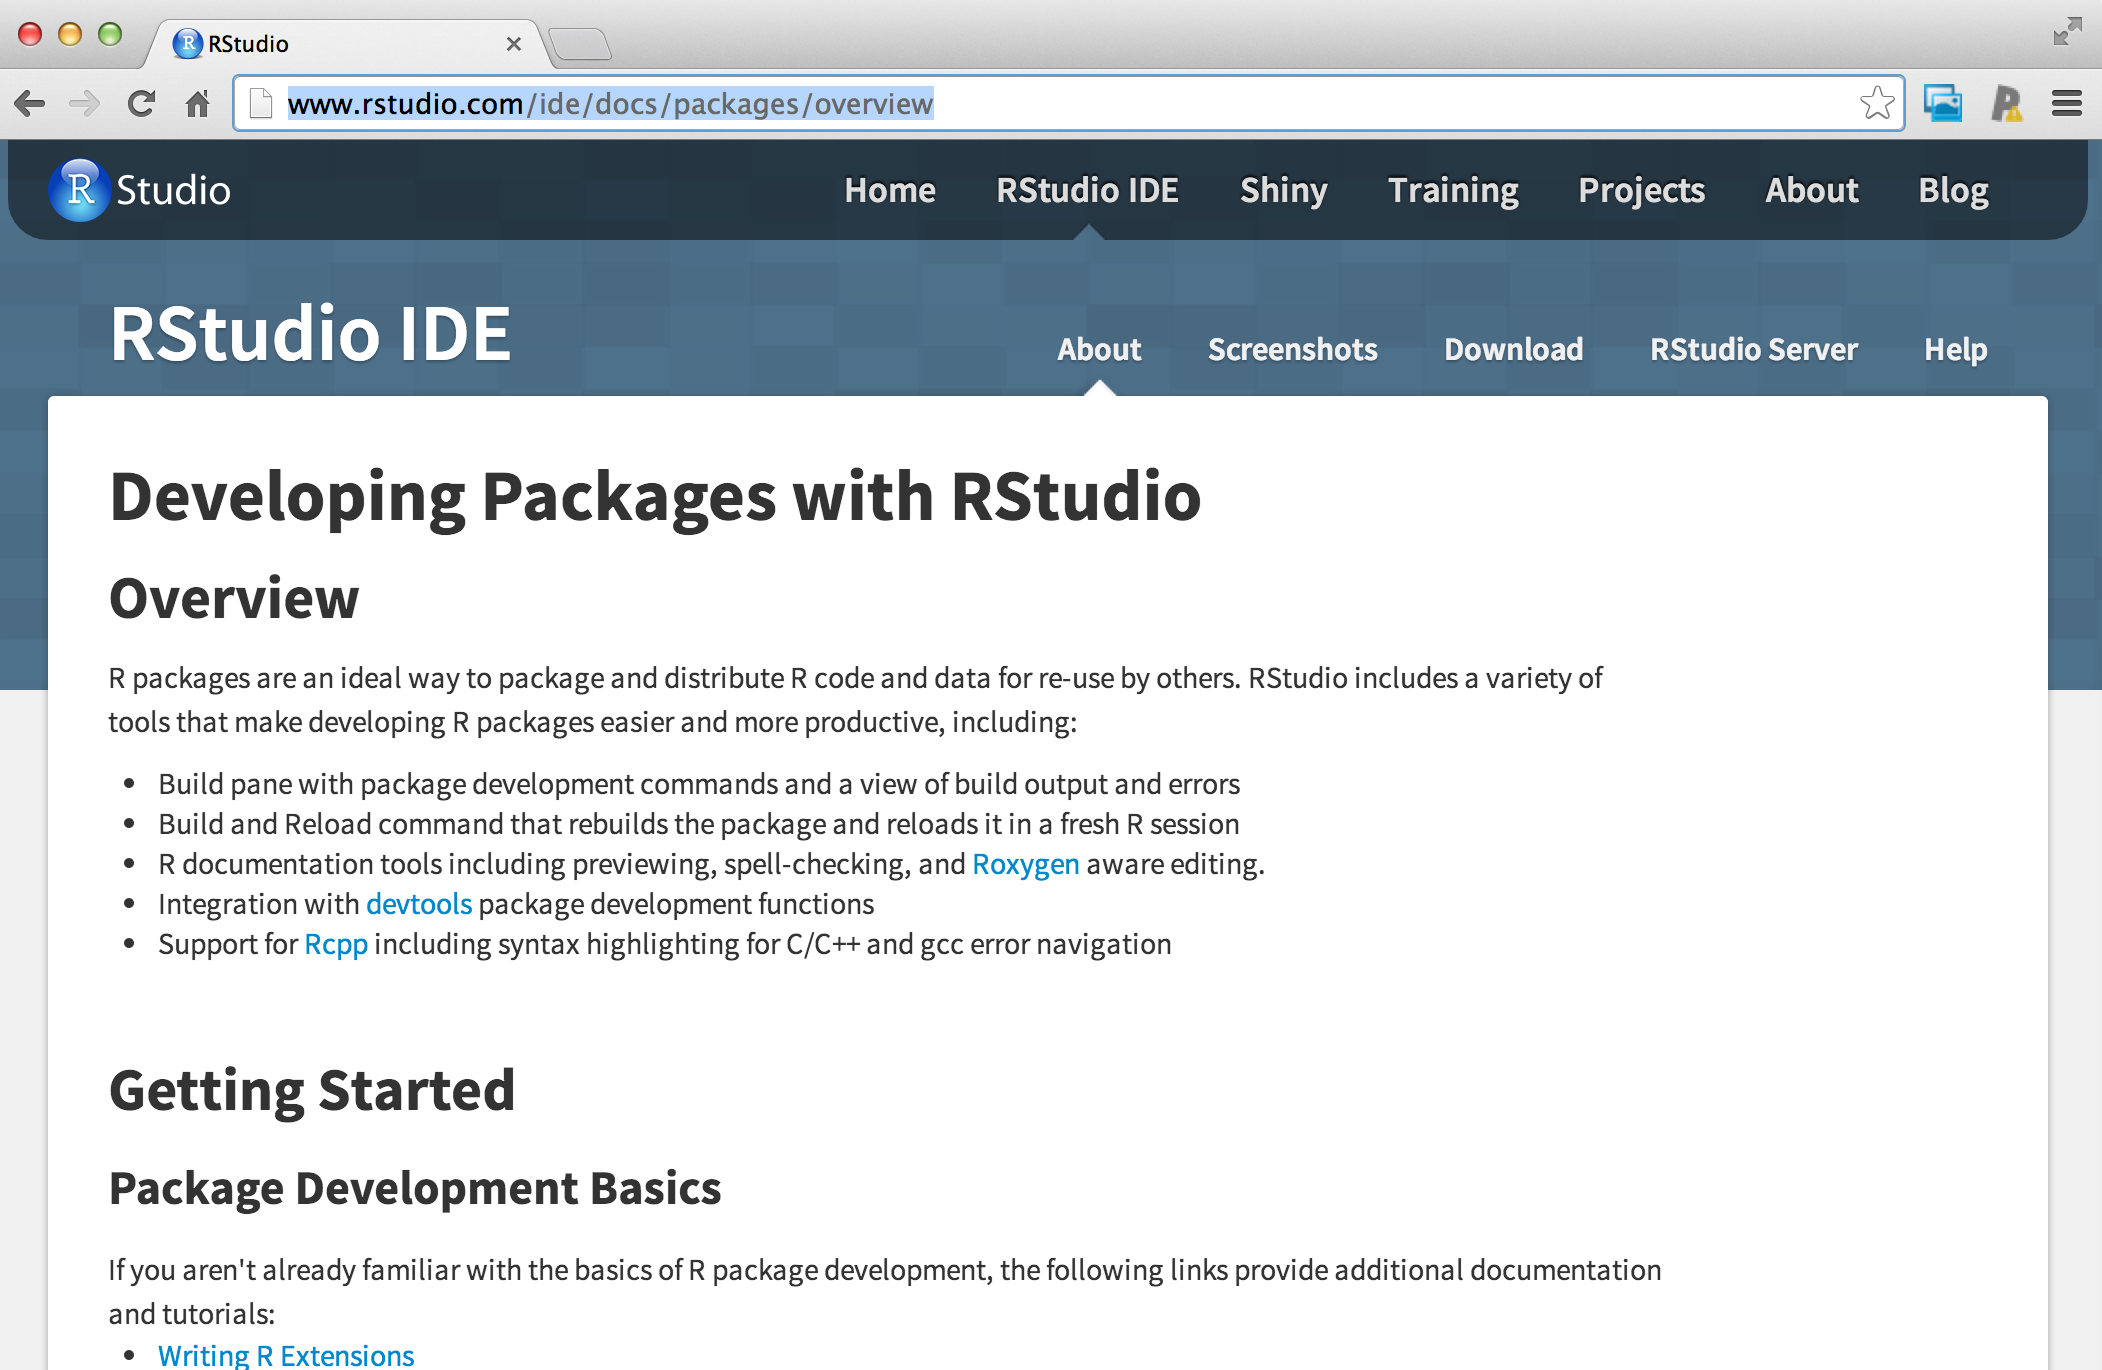 RStudio
www.rstudio.com/ide/docs/packages/overview
R Studio
Home RStudio IDE Shiny Training Projects About Blog
RStudio IDE
About Screenshots Download RStudio Server Help
Developing Packages with RStudio
Overview
R packages are an ideal way to package and distribute R code and data for re-use by others. RStudio includes a variety of
tools that make developing R packages easier and more productive, including:
• Build pane with package development commands and a view of build output and errors
• Build and Reload command that rebuilds the package and reloads it in a fresh R session
• R documentation tools including previewing, spell-checking, and Roxygen aware editing.
• Integration with devtools package development functions
• Support for Rcpp including syntax highlighting for C/C++ and gcc error navigation
Getting Started
Package Development Basics
If you aren't already familiar with the basics of R package development, the following links provide additional documentation
and tutorials:
• Writing R Extensions